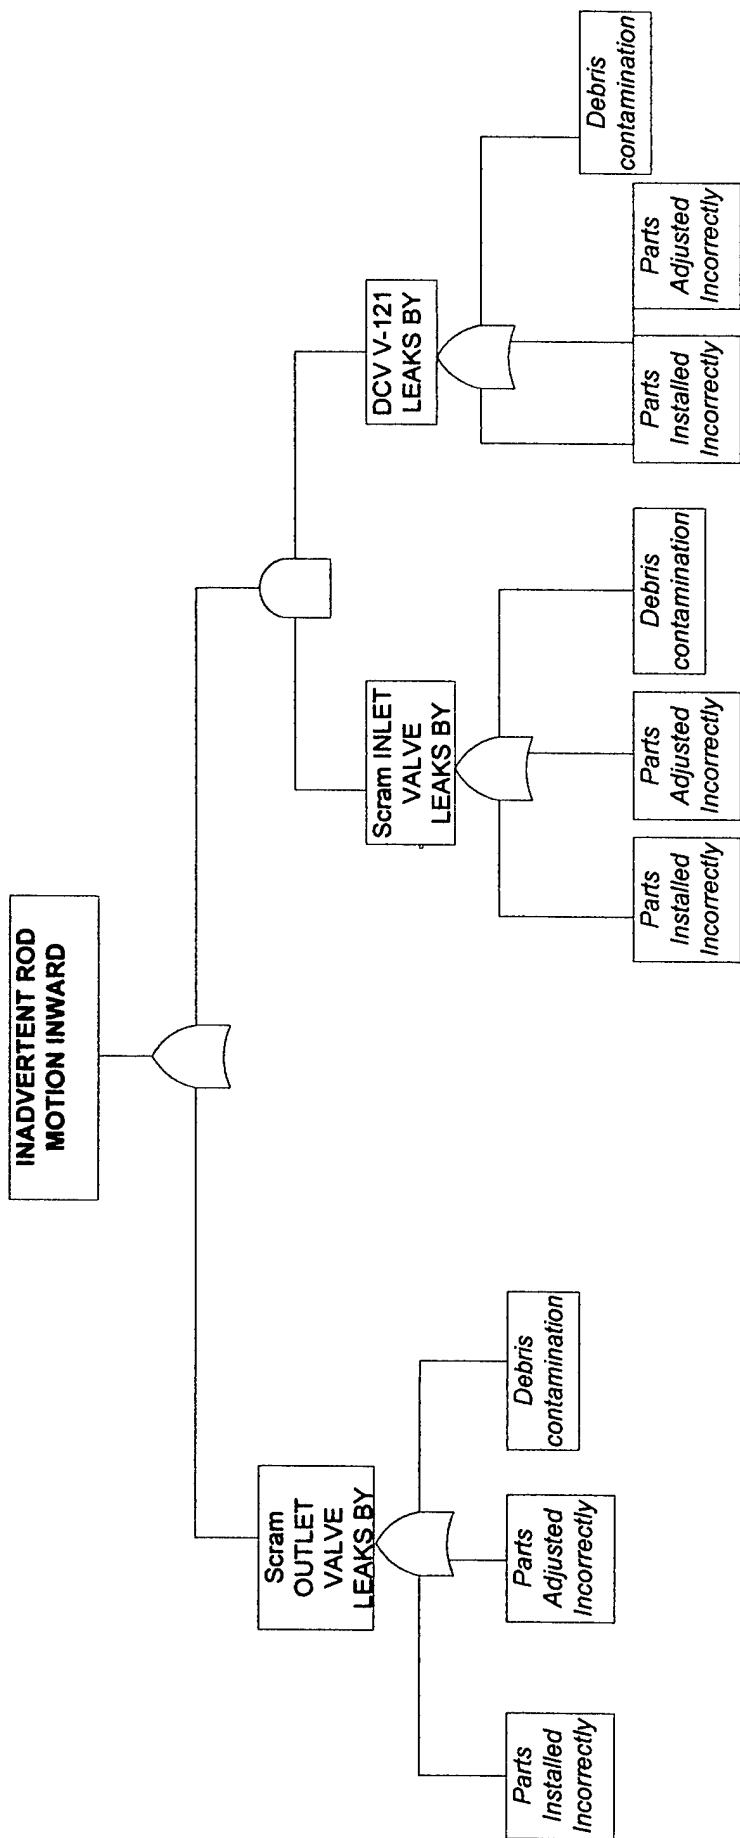 INADVERTENT ROD
MOTION INWARD
Scram
OUTLET
VALVE
LEAKS BY
Parts
Installed
Incorrectly
Parts
Adjusted
Incorrectly
Debris
contamination
Scram INLET
VALVE
LEAKS BY
Parts
Installed
Incorrectly
Parts
Adjusted
Incorrectly
Debris
contamination
DCV V-121
LEAKS BY
Parts
Installed
Incorrectly
Parts
Adjusted
Incorrectly
Debris
contamination